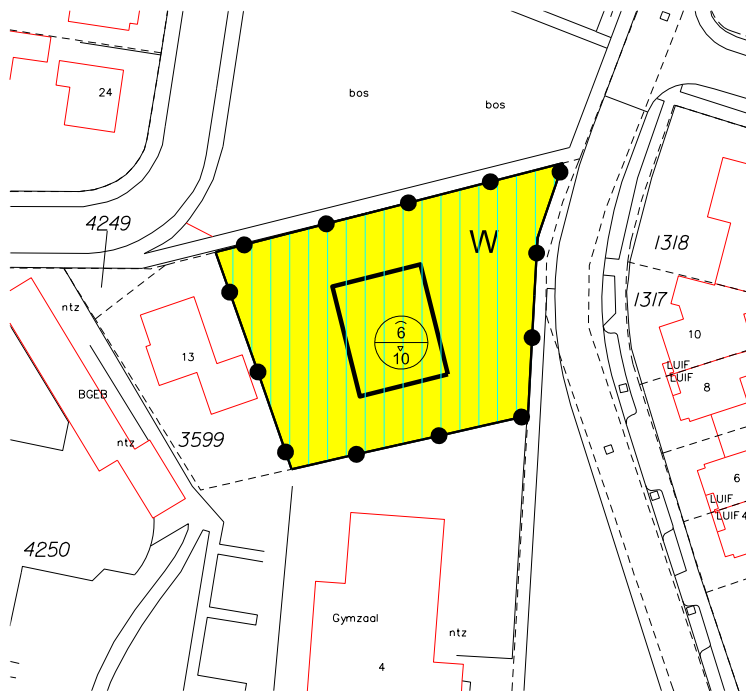 24
bos
bos
4249
W
1318
ntz
1317
6
10
10
13
LUIF
LUIF
8
BGEB
3599
ntz
6
LUIF
LUIF 4
4250
Gymzaal
ntz
4